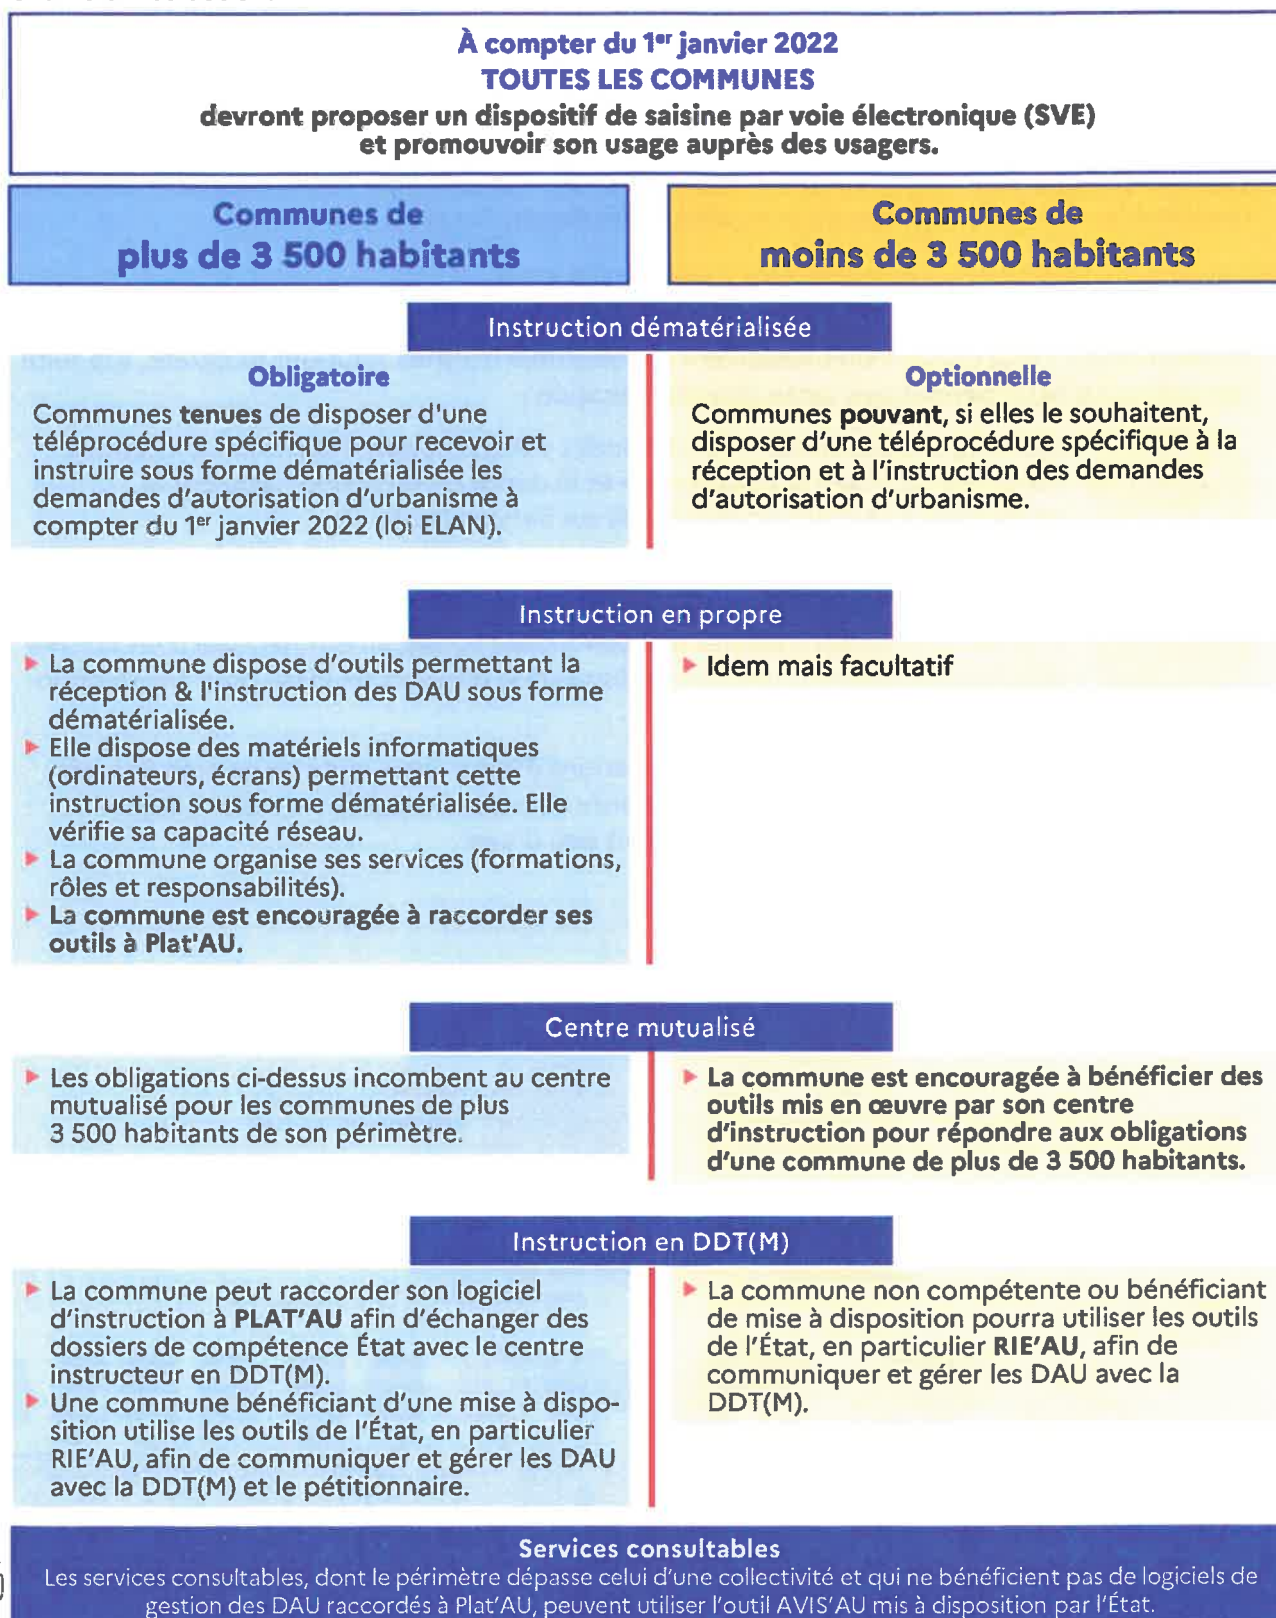 À compter du 1er janvier 2022
TOUTES LES COMMUNES
devront proposer un dispositif de saisine par voie électronique (SVE)
et promouvoir son usage auprès des usagers.
Communes de
plus de 3 500 habitants
Communes de
moins de 3 500 habitants
Instruction dématérialisée
Obligatoire
Communes tenues de disposer d'une
téléprocédure spécifique pour recevoir et
instruire sous forme dématérialisée les
demandes d'autorisation d'urbanisme à
compter du 1er janvier 2022 (loi ELAN).
Optionnelle
Communes pouvant, si elles le souhaitent,
disposer d'une téléprocédure spécifique à la
réception et à l'instruction des demandes
d'autorisation d'urbanisme.
Instruction en propre
▶ La commune dispose d'outils permettant la
réception & l'instruction des DAU sous forme
dématérialisée.
▶ Elle dispose des matériels informatiques
(ordinateurs, écrans) permettant cette
instruction sous forme dématérialisée. Elle
vérifie sa capacité réseau.
▶ La commune organise ses services (formations,
rôles et responsabilités).
▶ La commune est encouragée à raccorder ses
outils à Plat'AU.
▶ Idem mais facultatif
Centre mutualisé
▶ Les obligations ci-dessus incombent au centre
mutualisé pour les communes de plus
3 500 habitants de son périmètre.
▶ La commune est encouragée à bénéficier des
outils mis en œuvre par son centre
d'instruction pour répondre aux obligations
d'une commune de plus de 3 500 habitants.
Instruction en DDT(M)
▶ La commune peut raccorder son logiciel
d'instruction à PLAT'AU afin d'échanger des
dossiers de compétence État avec le centre
instructeur en DDT(M).
▶ Une commune bénéficiant d'une mise à dispo-
sition utilise les outils de l'État, en particulier
RIE'AU, afin de communiquer et gérer les DAU
avec la DDT(M) et le pétitionnaire.
▶ La commune non compétente ou bénéficiant
de mise à disposition pourra utiliser les outils
de l'État, en particulier RIE'AU, afin de
communiquer et gérer les DAU avec la
DDT(M).
Services consultables
Les services consultables, dont le périmètre dépasse celui d'une collectivité et qui ne bénéficient pas de logiciels de
gestion des DAU raccordés à Plat'AU, peuvent utiliser l'outil AVIS'AU mis à disposition par l'État.